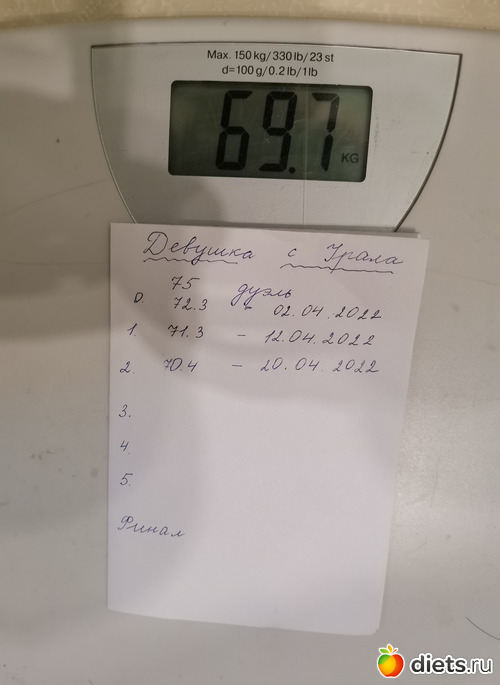 Max. 150 kg/330 lb/23 st
d=100 g/0.2 lb/1 lb
69.7 KG
Девушка с Урала
75 дуэль
0. 72.3 - 02.04.2022
1. 71.3 - 12.04.2022
2. 70.4 - 20.04.2022
3.
4.
5.
Финал
diets.ru